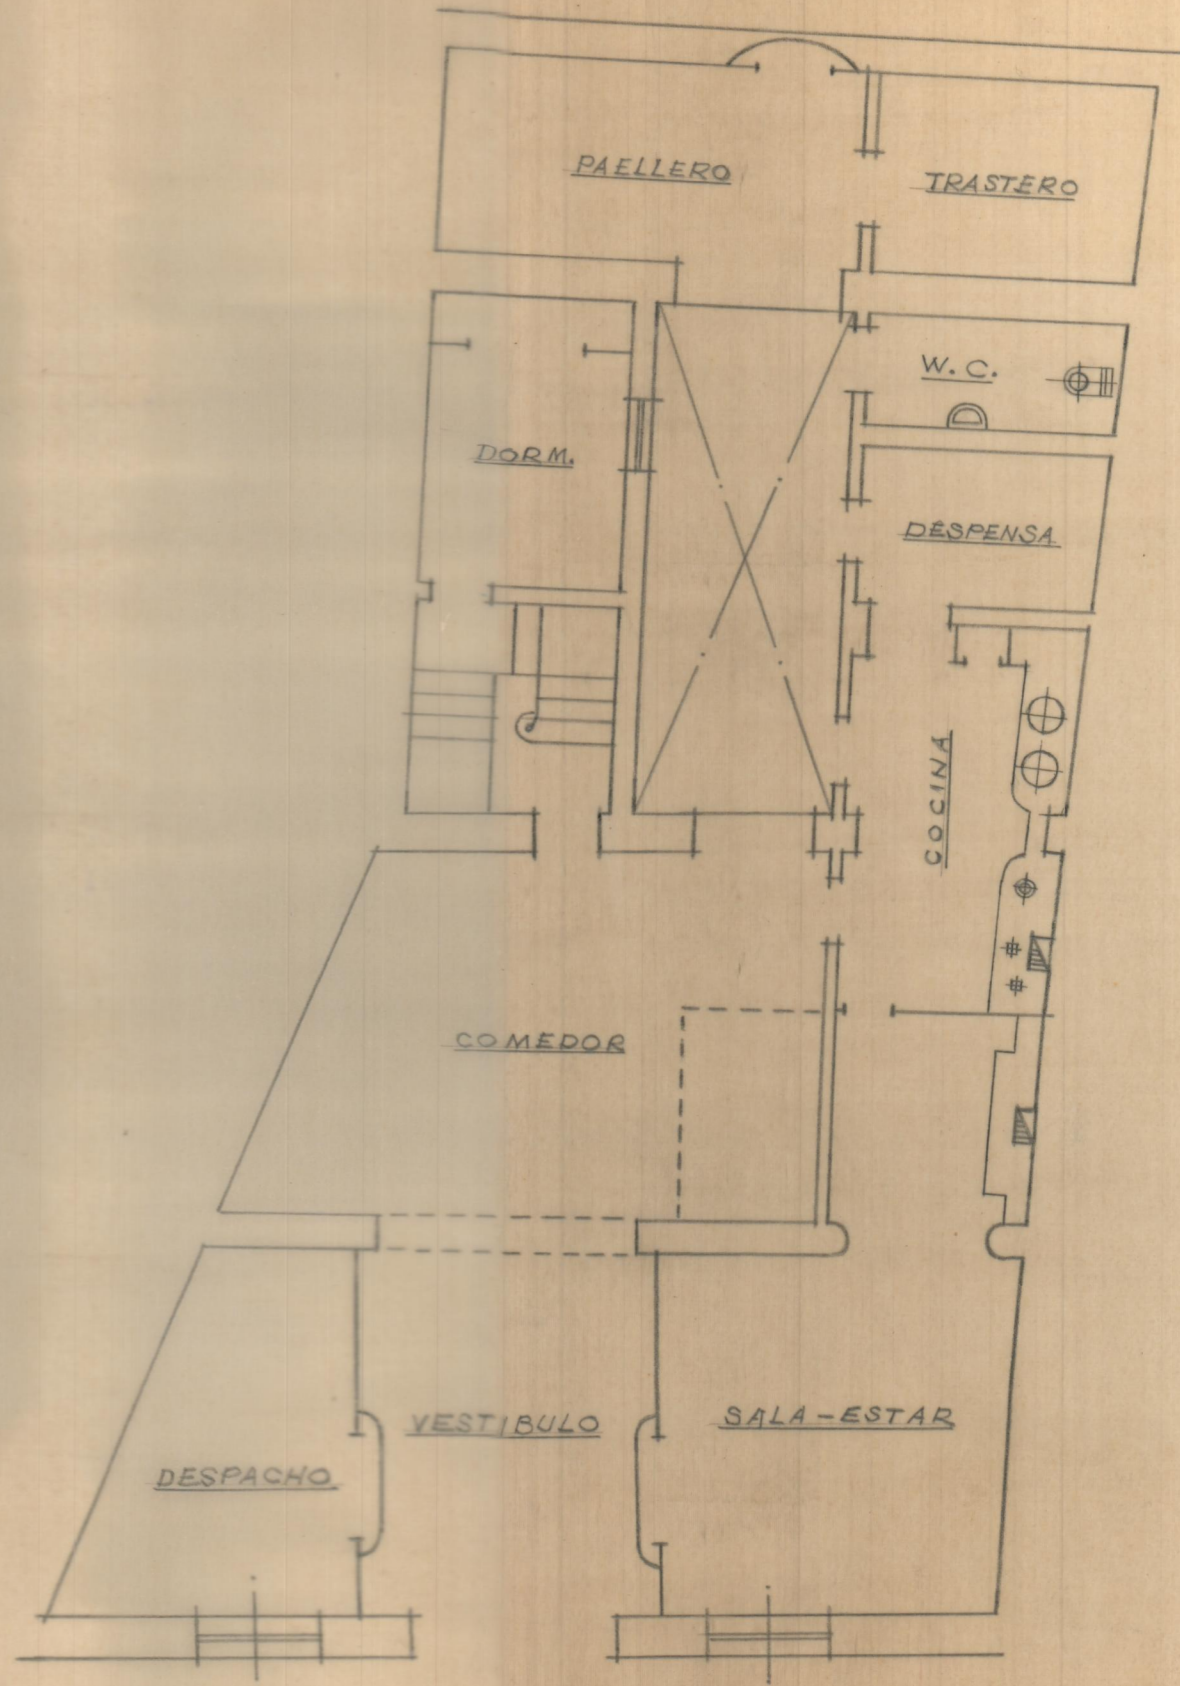 PAELLERO
TRASTERO
W.C.
DORM.
DESPENSA
COCINA
COMEDOR
VESTIBULO
SALA-ESTAR
DESPACHO